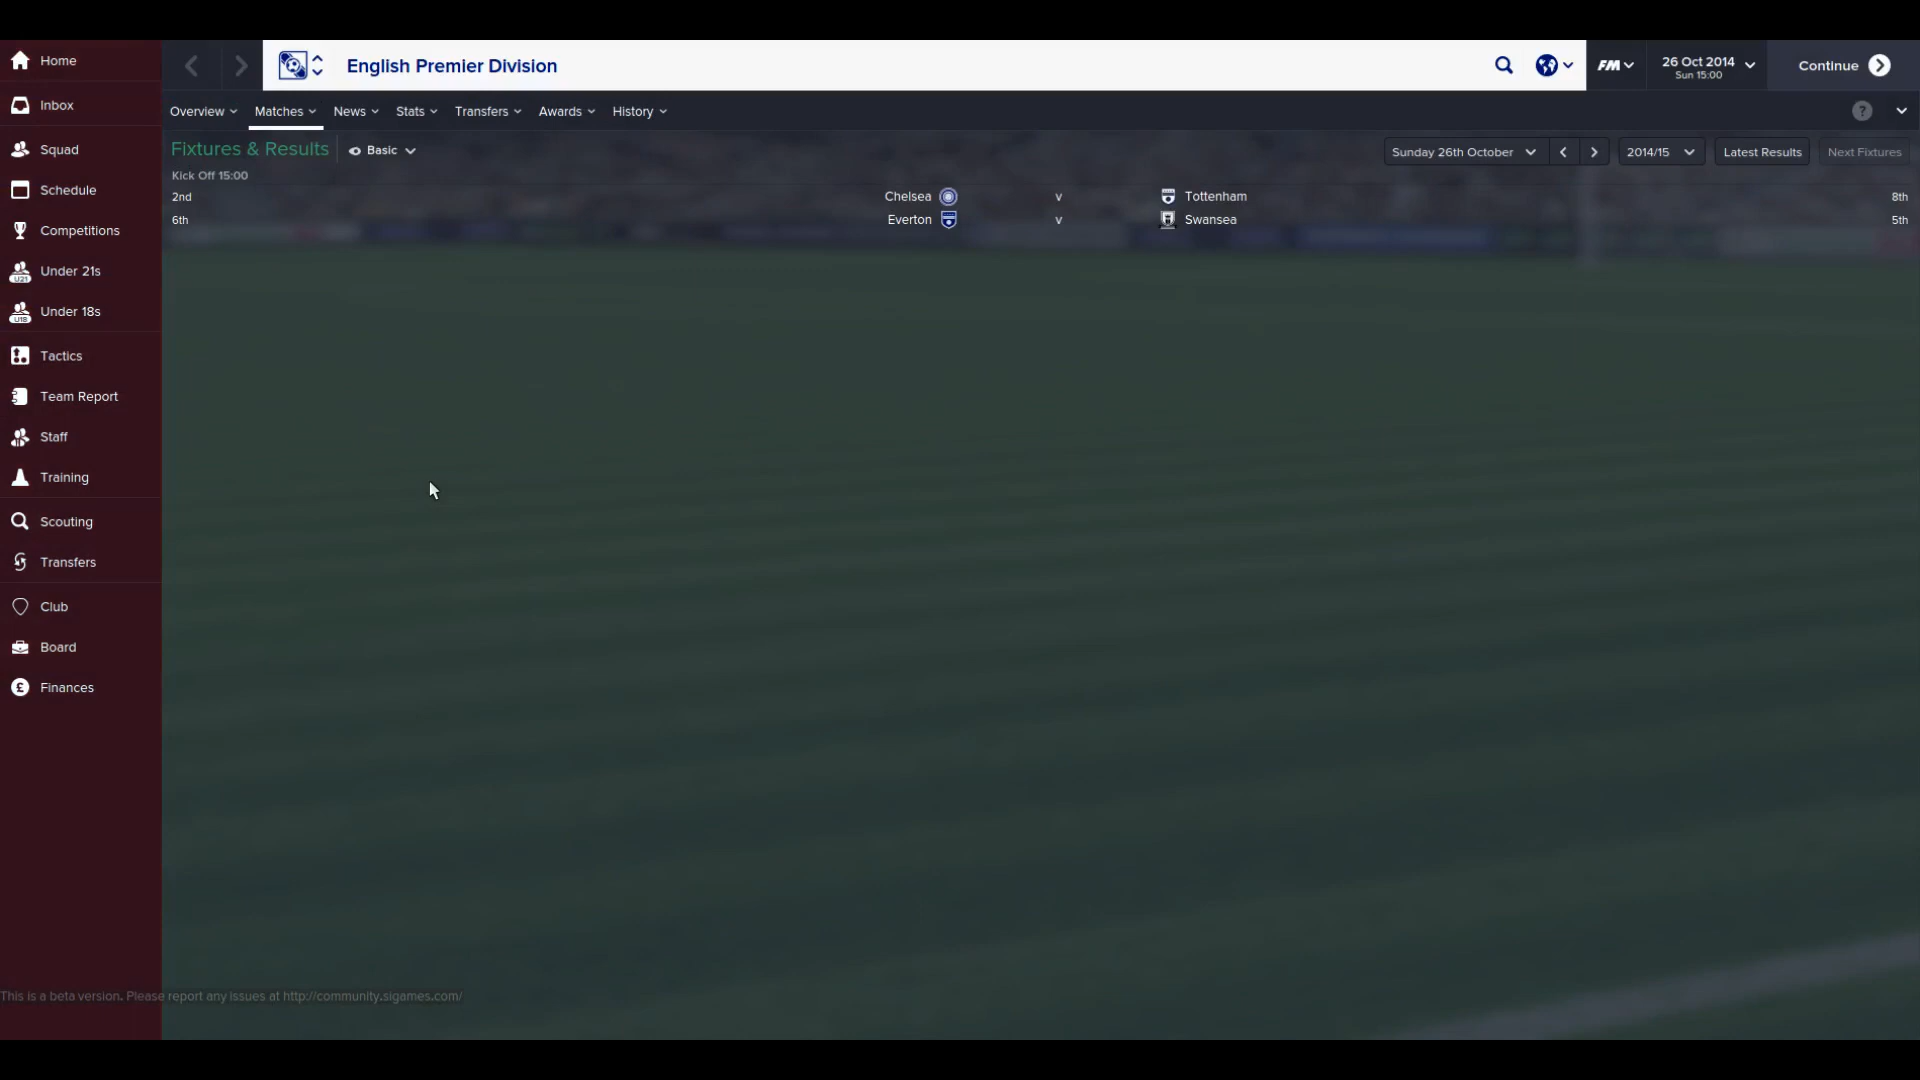 Home
Inbox
Squad
Schedule
Competitions
Under 21s
Under 18s
Tactics
Team Report
Staff
Training
Scouting
Transfers
Club
Board
Finances
English Premier Division
FM
26 Oct 2014
Sun 15:00
Continue
Overview Matches News Stats Transfers Awards History
?
Fixtures & Results Basic
Sunday 26th October 2014/15 Latest Results Next Fixtures
Kick Off 15:00
2nd Chelsea v Tottenham 8th
6th Everton v Swansea 5th
This is a beta version. Please report any issues at http://community.sigames.com/